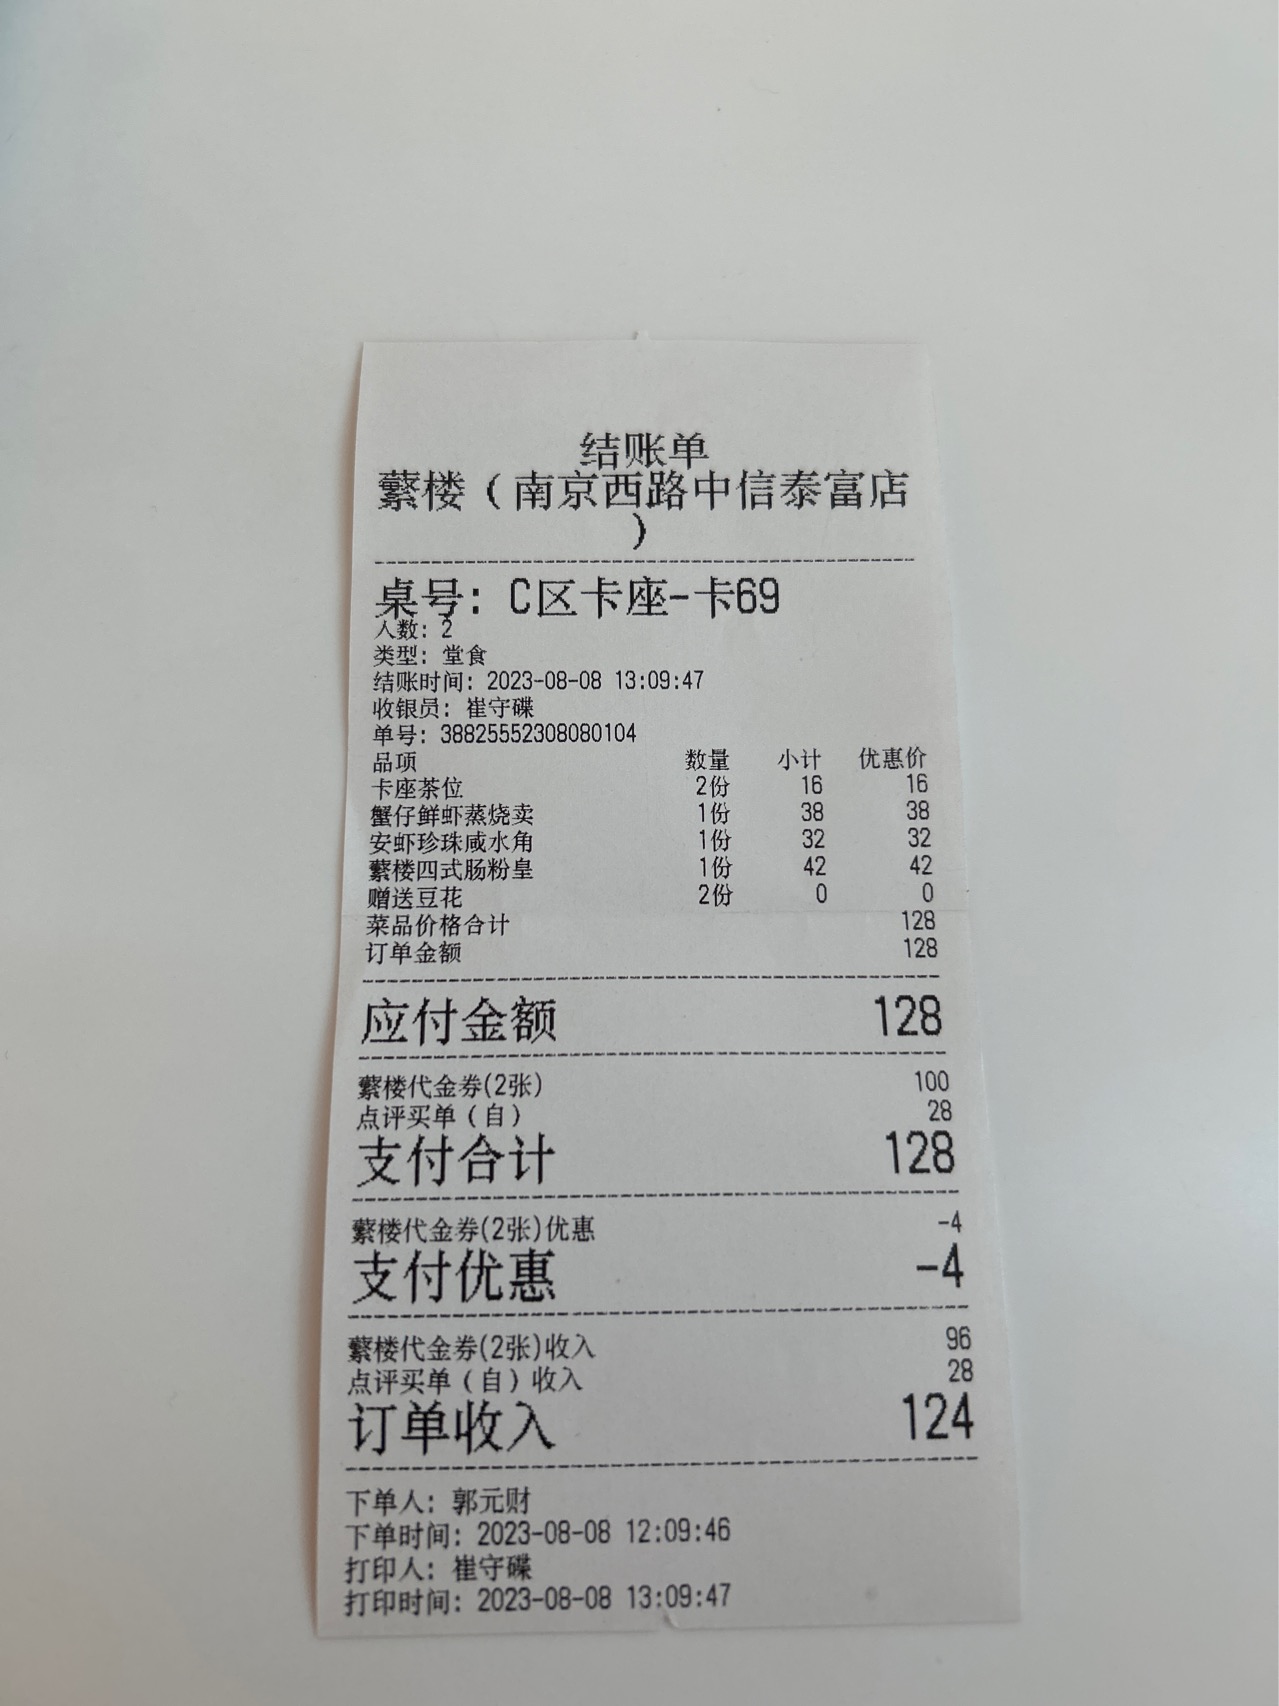 结账单
蘩楼（南京西路中信泰富店
）
桌号: C区卡座-卡69
人数: 2
类型: 堂食
结账时间: 2023-08-08 13:09:47
收银员: 崔守碟
单号: 38825552308080104
品项 数量 小计 优惠价
卡座茶位 2份 16 16
蟹仔鲜虾蒸烧卖 1份 38 38
安虾珍珠咸水角 1份 32 32
蘩楼四式肠粉皇 1份 42 42
赠送豆花 2份 0 0
菜品价格合计 128
订单金额 128
应付金额 128
蘩楼代金券(2张) 100
点评买单（自） 28
支付合计 128
蘩楼代金券(2张)优惠 -4
支付优惠 -4
蘩楼代金券(2张)收入 96
点评买单（自）收入 28
订单收入 124
下单人: 郭元财
下单时间: 2023-08-08 12:09:46
打印人: 崔守碟
打印时间: 2023-08-08 13:09:47